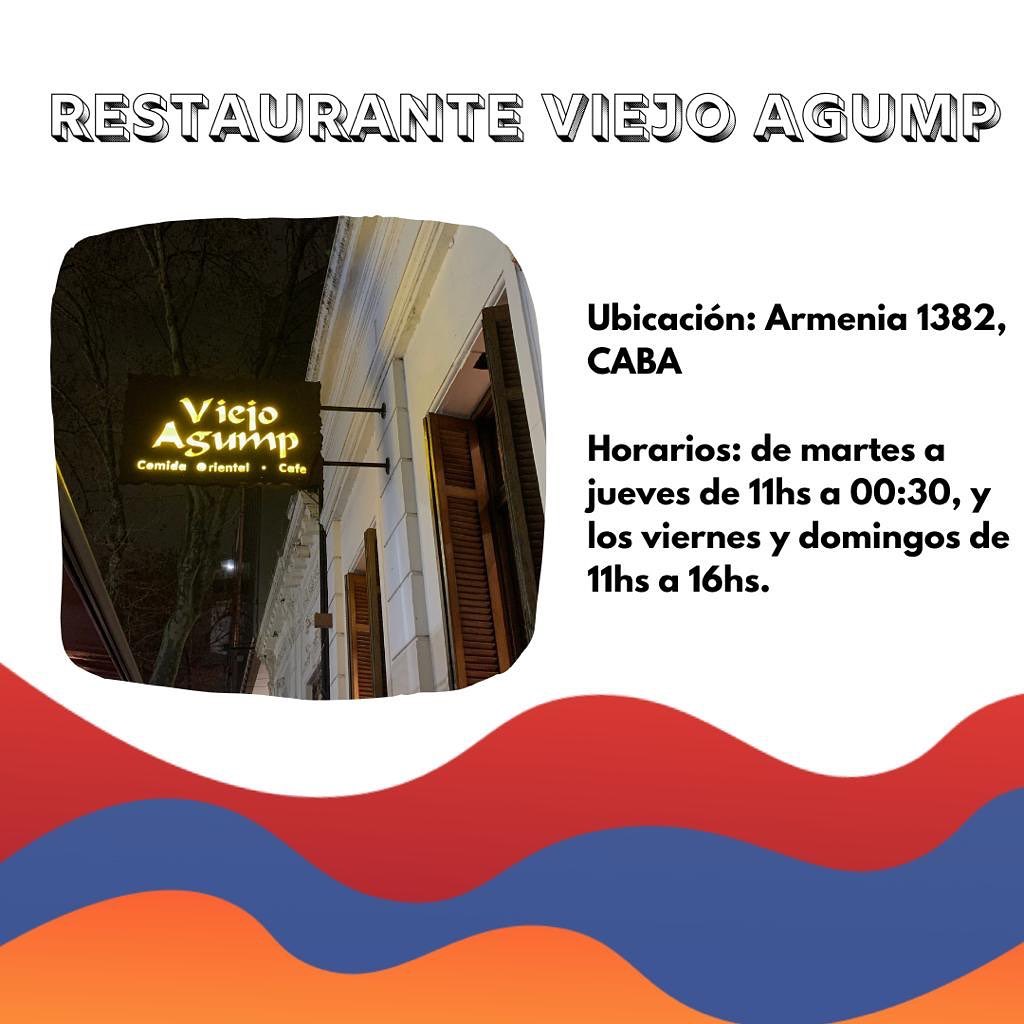 RESTAURANTE VIEJO AGUMP
Viejo
Agump
Comida Oriental · Cafe
Ubicación: Armenia 1382,
CABA
Horarios: de martes a
jueves de 11hs a 00:30, y
los viernes y domingos de
11hs a 16hs.